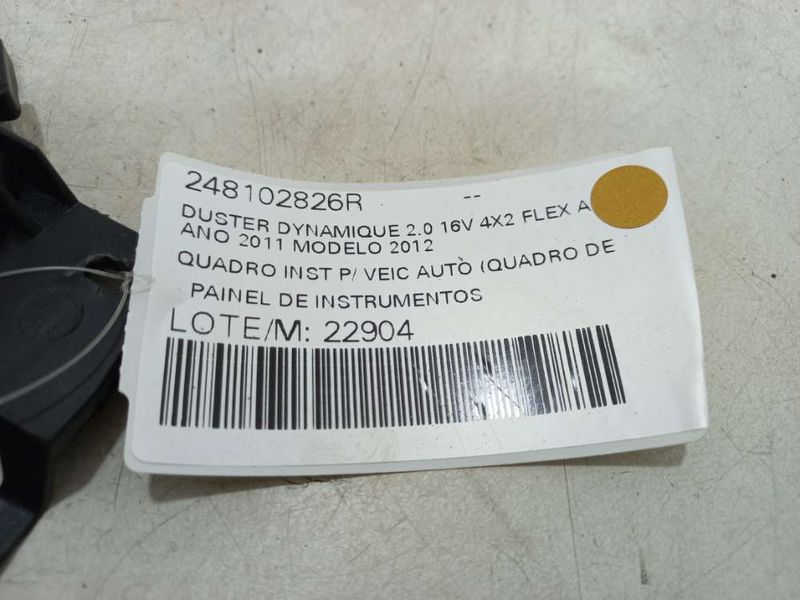 248102826R --
DUSTER DYNAMIQUE 2.0 16V 4X2 FLEX A
ANO 2011 MODELO 2012
QUADRO INST P/ VEIC AUTO (QUADRO DE
PAINEL DE INSTRUMENTOS
LOTE/M: 22904